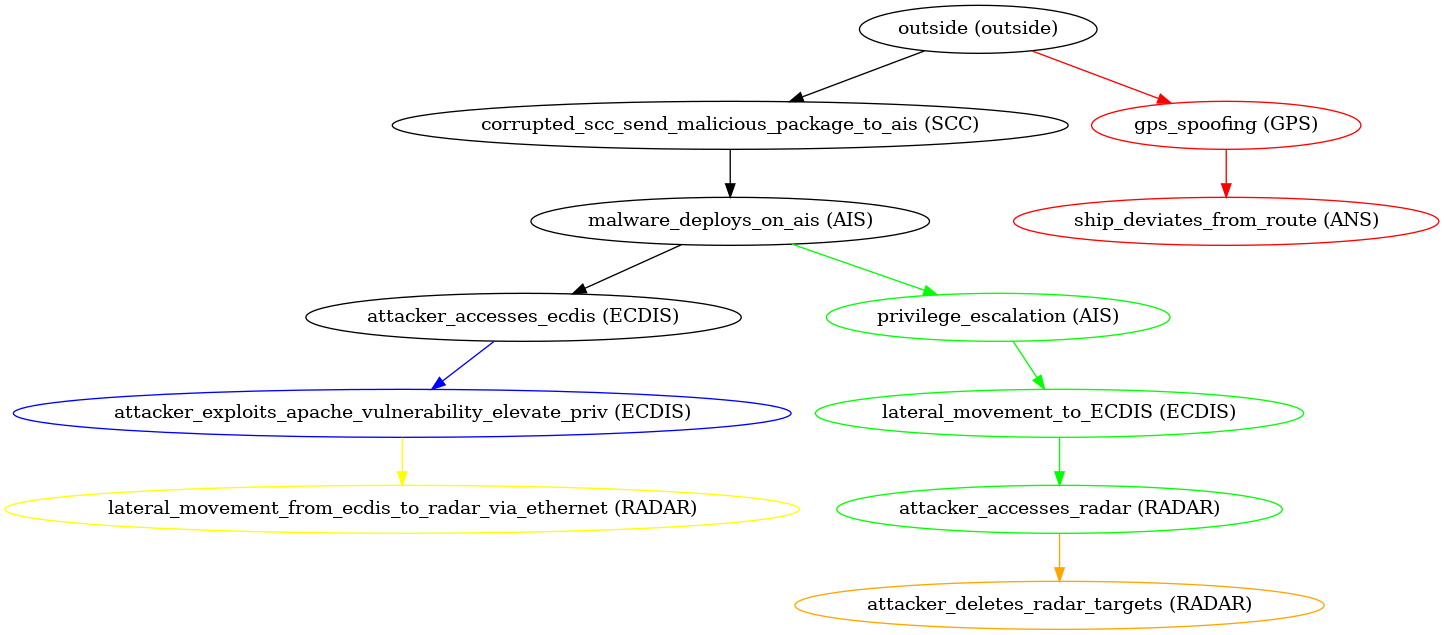 outside (outside)
corrupted_scc_send_malicious_package_to_ais (SCC)
gps_spoofing (GPS)
malware_deploys_on_ais (AIS)
ship_deviates_from_route (ANS)
attacker_accesses_ecdis (ECDIS)
privilege_escalation (AIS)
attacker_exploits_apache_vulnerability_elevate_priv (ECDIS)
lateral_movement_to_ECDIS (ECDIS)
lateral_movement_from_ecdis_to_radar_via_ethernet (RADAR)
attacker_accesses_radar (RADAR)
attacker_deletes_radar_targets (RADAR)